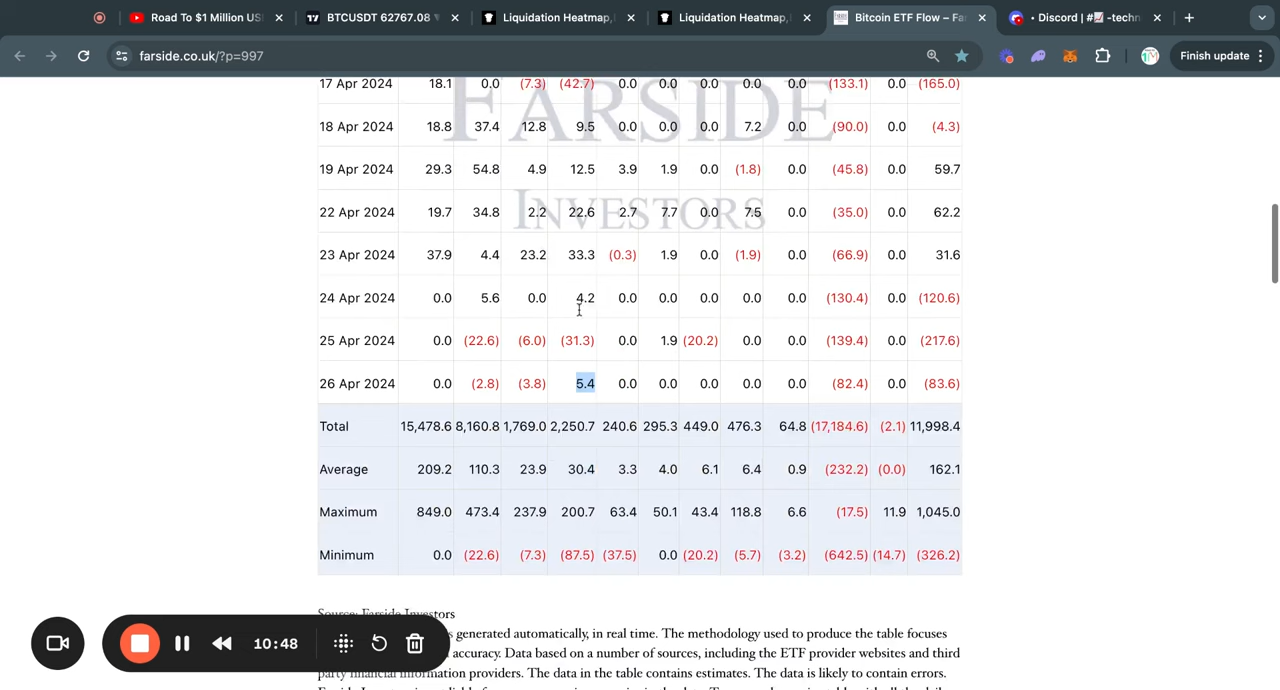 Road To $1 Million US
BTCUSDT 62767.08
Liquidation Heatmap,
Liquidation Heatmap,
Bitcoin ETF Flow – Fa
• Discord | #📈 -techn
farside.co.uk/?p=997
Finish update
FARSIDE
INVESTORS
17 Apr 2024 18.1 0.0 (7.3) (42.7) 0.0 0.0 0.0 0.0 0.0 (133.1) 0.0 (165.0)
18 Apr 2024 18.8 37.4 12.8 9.5 0.0 0.0 0.0 7.2 0.0 (90.0) 0.0 (4.3)
19 Apr 2024 29.3 54.8 4.9 12.5 3.9 1.9 0.0 (1.8) 0.0 (45.8) 0.0 59.7
22 Apr 2024 19.7 34.8 2.2 22.6 2.7 7.7 0.0 7.5 0.0 (35.0) 0.0 62.2
23 Apr 2024 37.9 4.4 23.2 33.3 (0.3) 1.9 0.0 (1.9) 0.0 (66.9) 0.0 31.6
24 Apr 2024 0.0 5.6 0.0 4.2 0.0 0.0 0.0 0.0 0.0 (130.4) 0.0 (120.6)
25 Apr 2024 0.0 (22.6) (6.0) (31.3) 0.0 1.9 (20.2) 0.0 0.0 (139.4) 0.0 (217.6)
26 Apr 2024 0.0 (2.8) (3.8) 5.4 0.0 0.0 0.0 0.0 0.0 (82.4) 0.0 (83.6)
Total 15,478.6 8,160.8 1,769.0 2,250.7 240.6 295.3 449.0 476.3 64.8 (17,184.6) (2.1) 11,998.4
Average 209.2 110.3 23.9 30.4 3.3 4.0 6.1 6.4 0.9 (232.2) (0.0) 162.1
Maximum 849.0 473.4 237.9 200.7 63.4 50.1 43.4 118.8 6.6 (17.5) 11.9 1,045.0
Minimum 0.0 (22.6) (7.3) (87.5) (37.5) 0.0 (20.2) (5.7) (3.2) (642.5) (14.7) (326.2)
Source: Farside Investors
generated automatically, in real time. The methodology used to produce the table focuses
accuracy. Data based on a number of sources, including the ETF provider websites and third
party financial information providers. The data in the table contains estimates. The data is likely to contain errors.
10:48